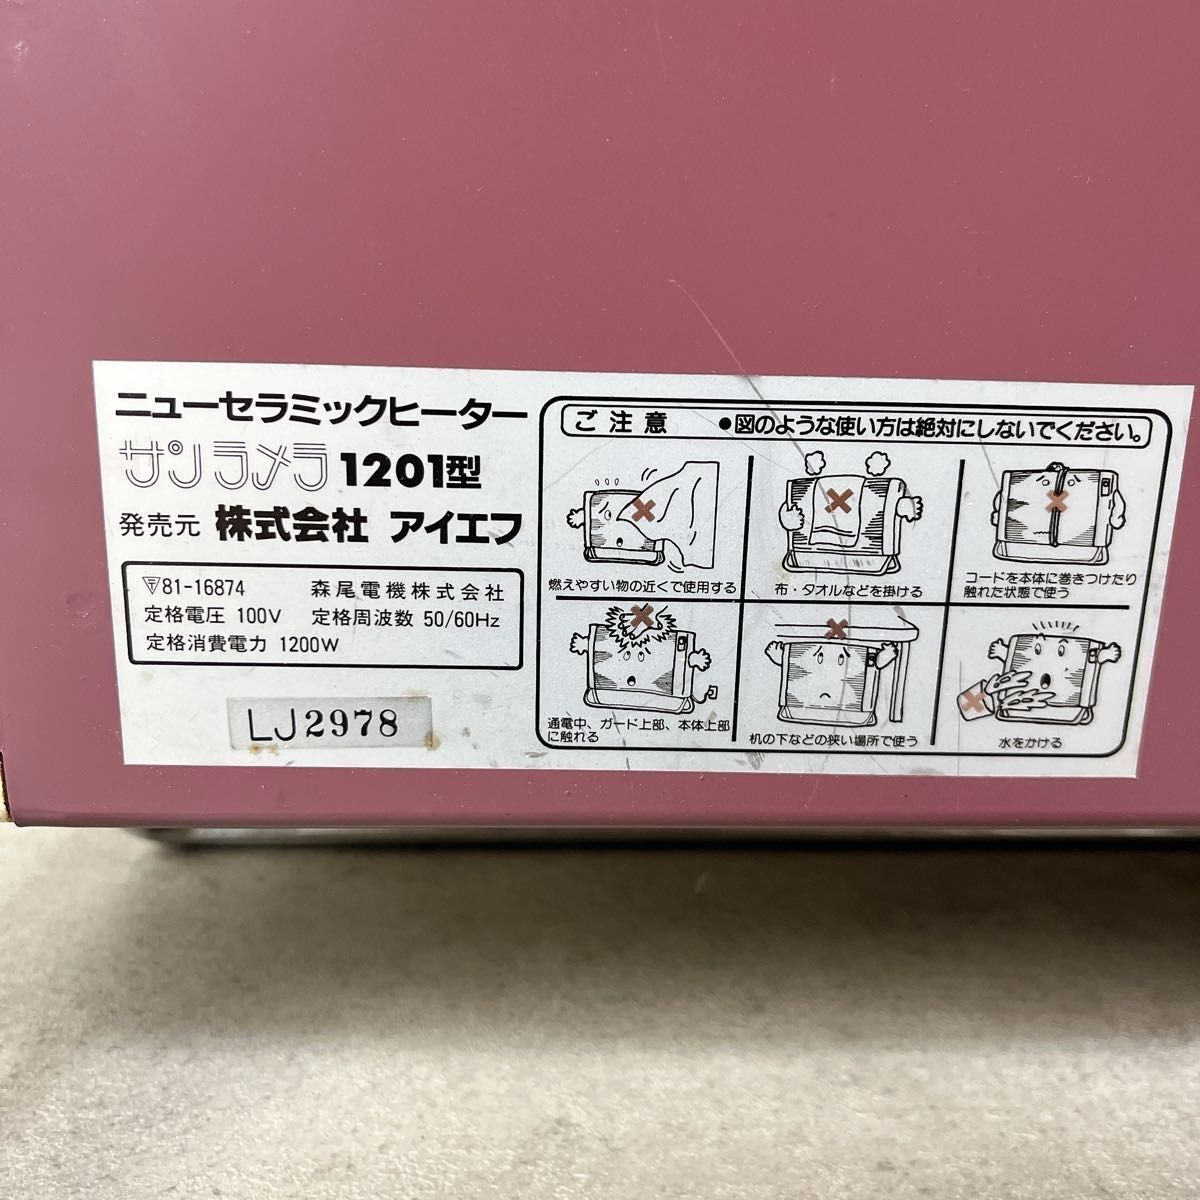 ニューセラミックヒーター
サンラメラ 1201型
発売元 株式会社 アイエフ
81-16874 森尾電機株式会社
定格電圧 100V 定格周波数 50/60Hz
定格消費電力 1200W
LJ2978
ご注意 ●図のような使い方は絶対にしないでください。
燃えやすい物の近くで使用する
布・タオルなどを掛ける
コードを本体に巻きつけたり
触れた状態で使う
通電中、ガード上部、本体上部
に触れる
机の下などの狭い場所で使う
水をかける